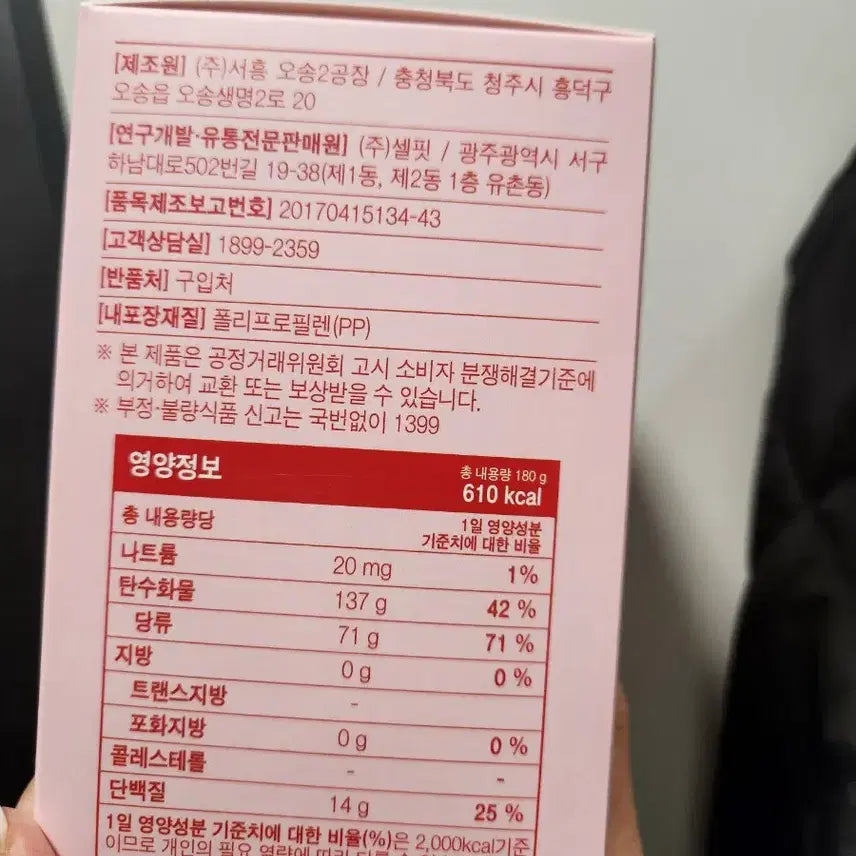 [제조원] (주)서흥 오송2공장 / 충청북도 청주시 흥덕구
오송읍 오송생명2로 20
[연구개발·유통전문판매원] (주)셀핏 / 광주광역시 서구
하남대로502번길 19-38(제1동, 제2동 1층 유촌동)
[품목제조보고번호] 20170415134-43
[고객상담실] 1899-2359
[반품처] 구입처
[내포장재질] 폴리프로필렌(PP)
※ 본 제품은 공정거래위원회 고시 소비자 분쟁해결기준에
의거하여 교환 또는 보상받을 수 있습니다.
※ 부정·불량식품 신고는 국번없이 1399
영양정보 총 내용량 180 g
610 kcal
총 내용량당 1일 영양성분
기준치에 대한 비율
나트륨 20 mg 1%
탄수화물 137 g 42 %
당류 71 g 71 %
지방 0 g 0 %
트랜스지방 -
포화지방 0 g 0 %
콜레스테롤 - -
단백질 14 g 25 %
1일 영양성분 기준치에 대한 비율(%)은 2,000kcal기준
이므로 개인의 필요 열량에 따라